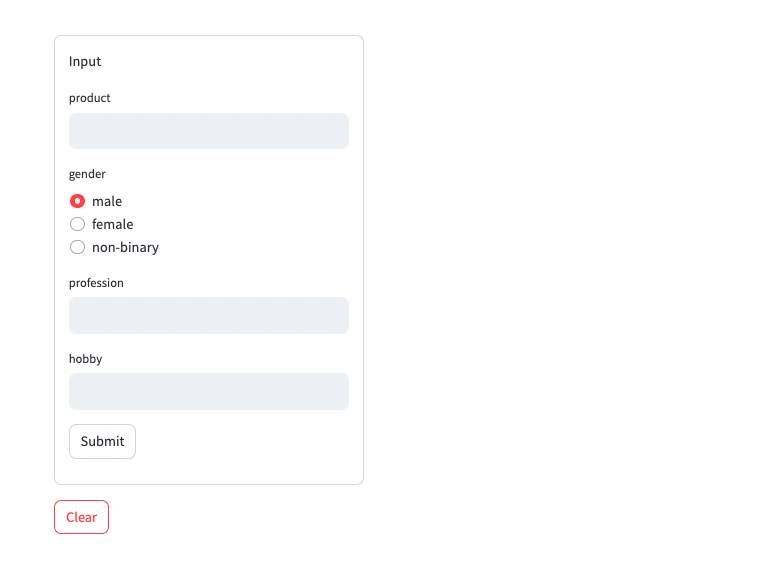 Input
product
gender
male
female
non-binary
profession
hobby
Submit
Clear